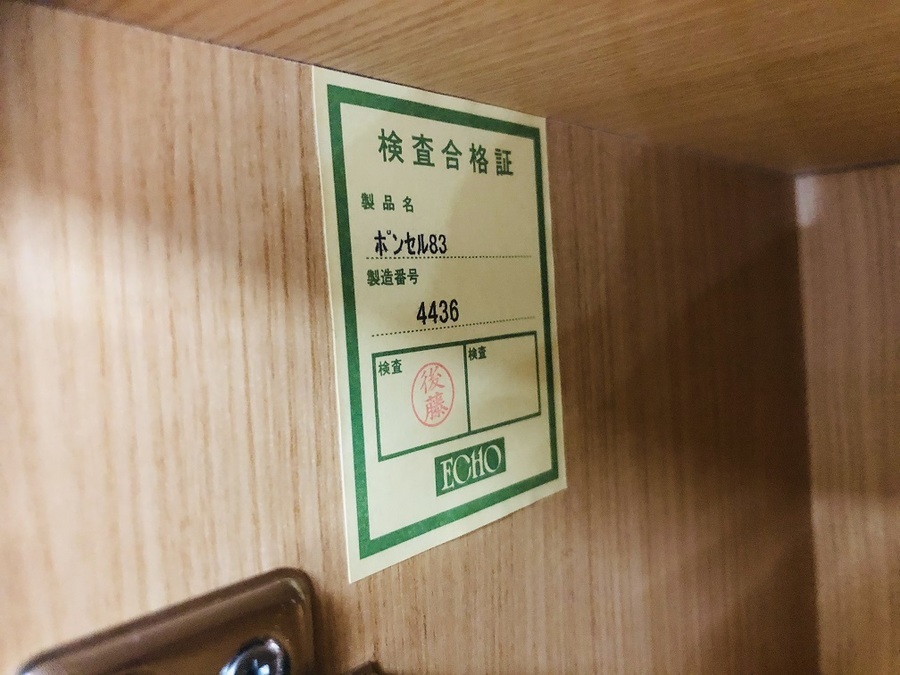 検査合格証
製品名
ポンセル83
製造番号
4436
検査
後藤
検査
ECHO